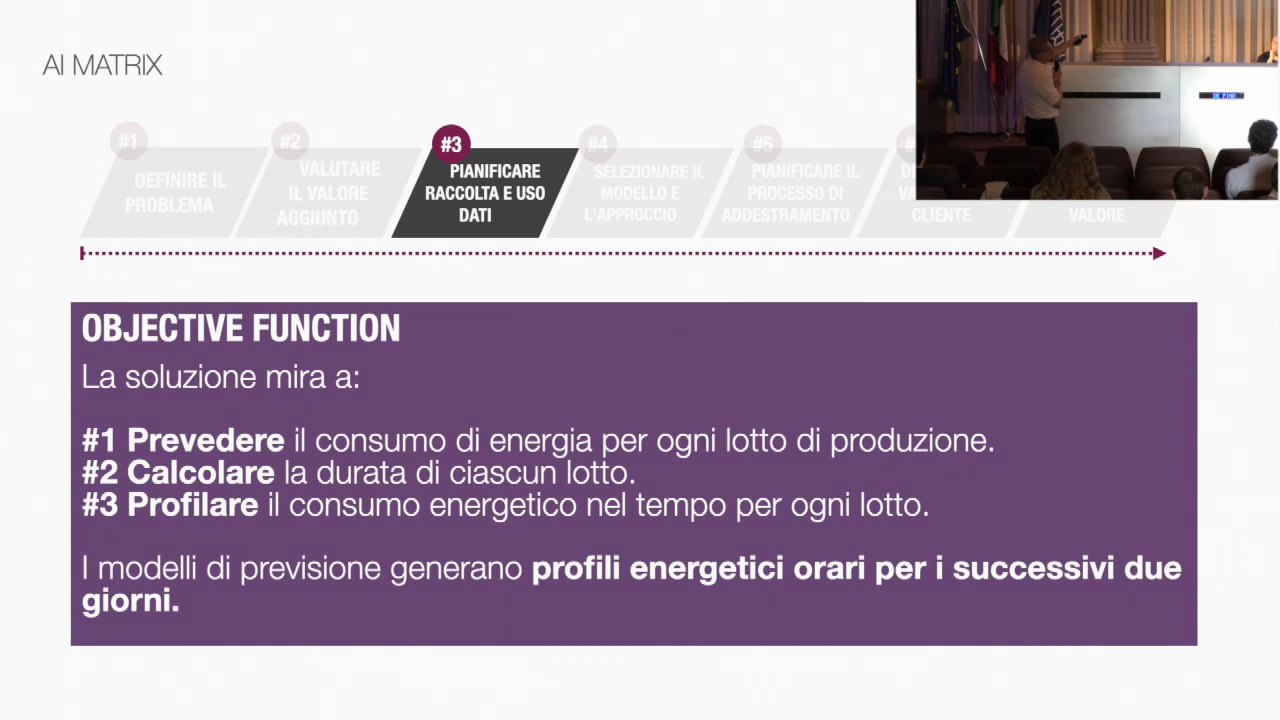 AI MATRIX
#1
DEFINIRE IL
PROBLEMA
#2
VALUTARE
IL VALORE
AGGIUNTO
#3
PIANIFICARE
RACCOLTA E USO
DATI
#4
SELEZIONARE IL
MODELLO E
L'APPROCCIO
#5
PIANIFICARE IL
PROCESSO DI
ADDESTRAMENTO
CLIENTE
VALORE
OBJECTIVE FUNCTION
La soluzione mira a:
#1 Prevedere il consumo di energia per ogni lotto di produzione.
#2 Calcolare la durata di ciascun lotto.
#3 Profilare il consumo energetico nel tempo per ogni lotto.
I modelli di previsione generano profili energetici orari per i successivi due
giorni.